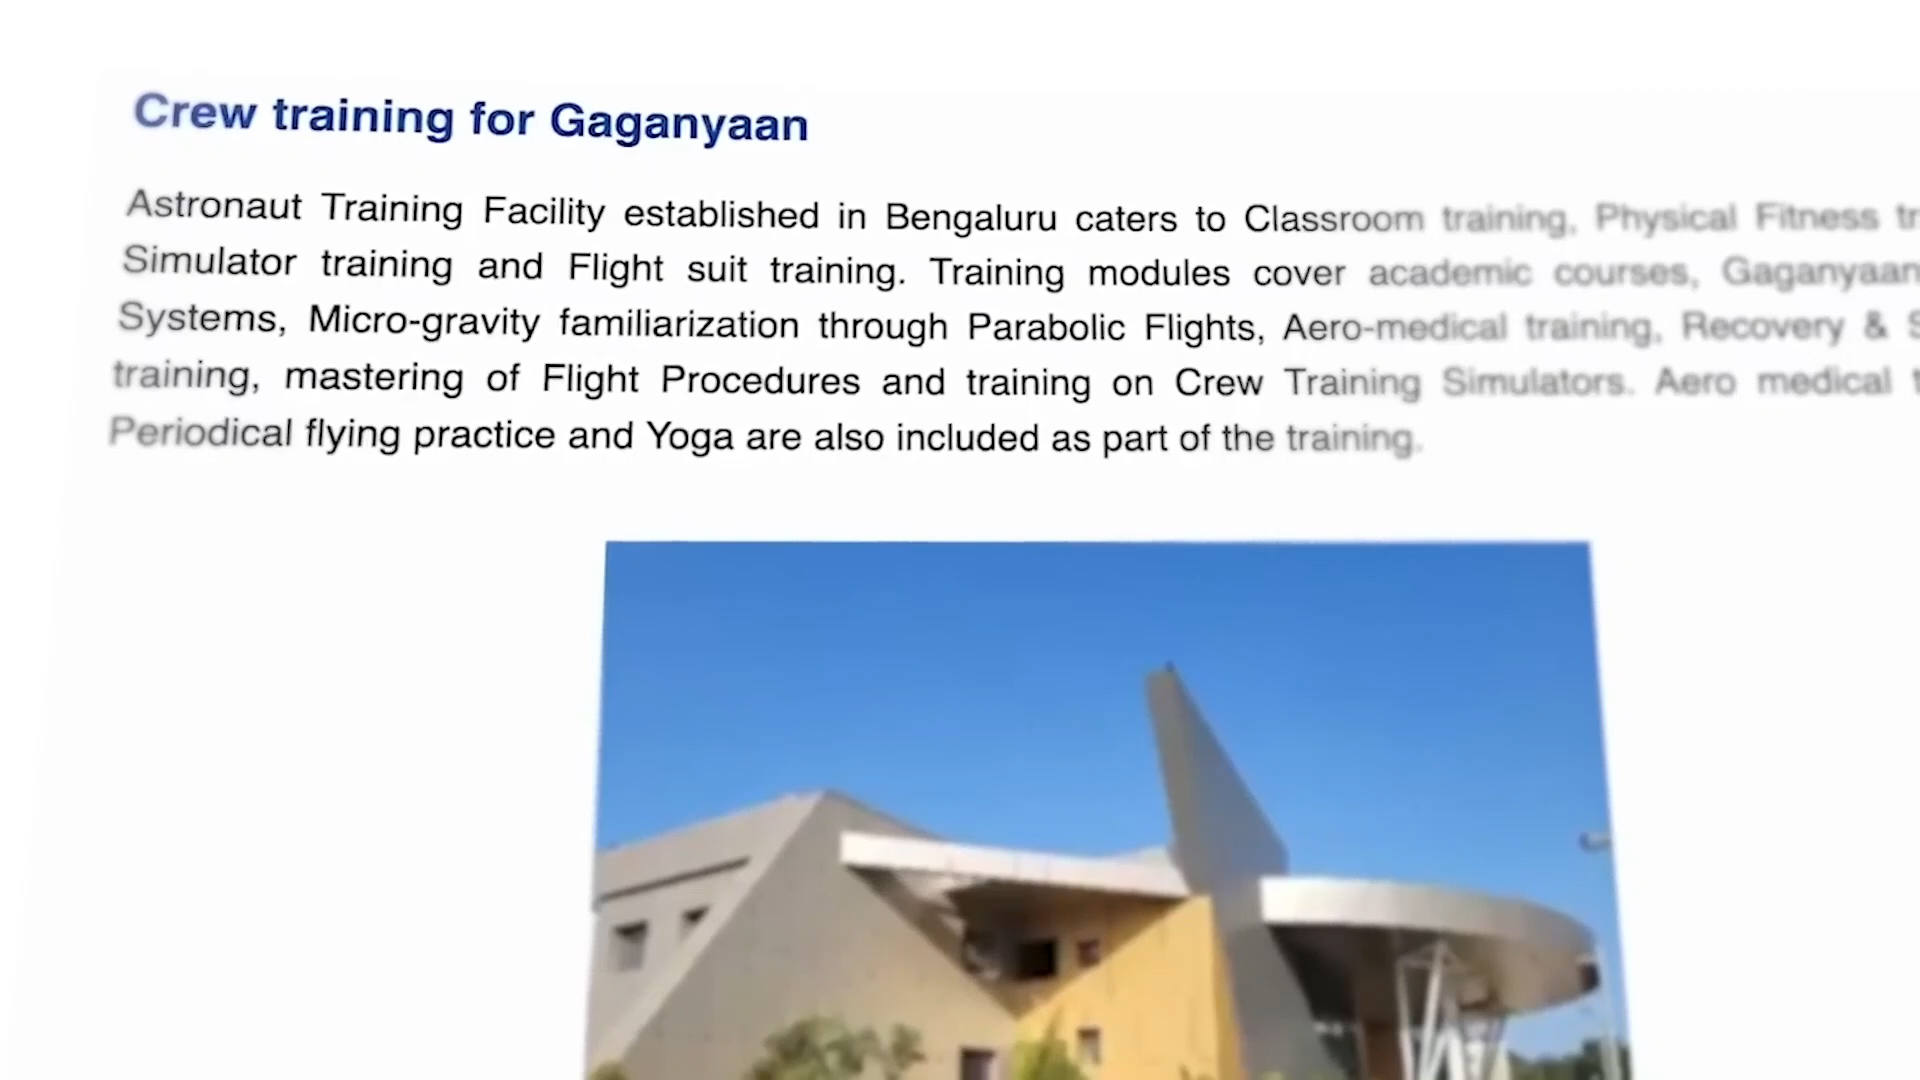 Crew training for Gaganyaan
Astronaut Training Facility established in Bengaluru caters to Classroom training, Physical Fitness
Simulator training and Flight suit training. Training modules cover academic courses, Gaganyaan
Systems, Micro-gravity familiarization through Parabolic Flights, Aero-medical training, Recovery &
training, mastering of Flight Procedures and training on Crew Training Simulators. Aero medical
Periodical flying practice and Yoga are also included as part of the training.